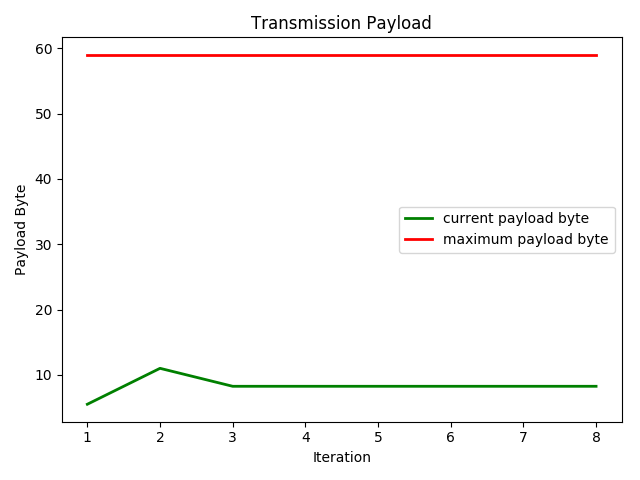 Transmission Payload
60
50
40
30
20
10
Payload Byte
current payload byte
maximum payload byte
1 2 3 4 5 6 7 8
Iteration